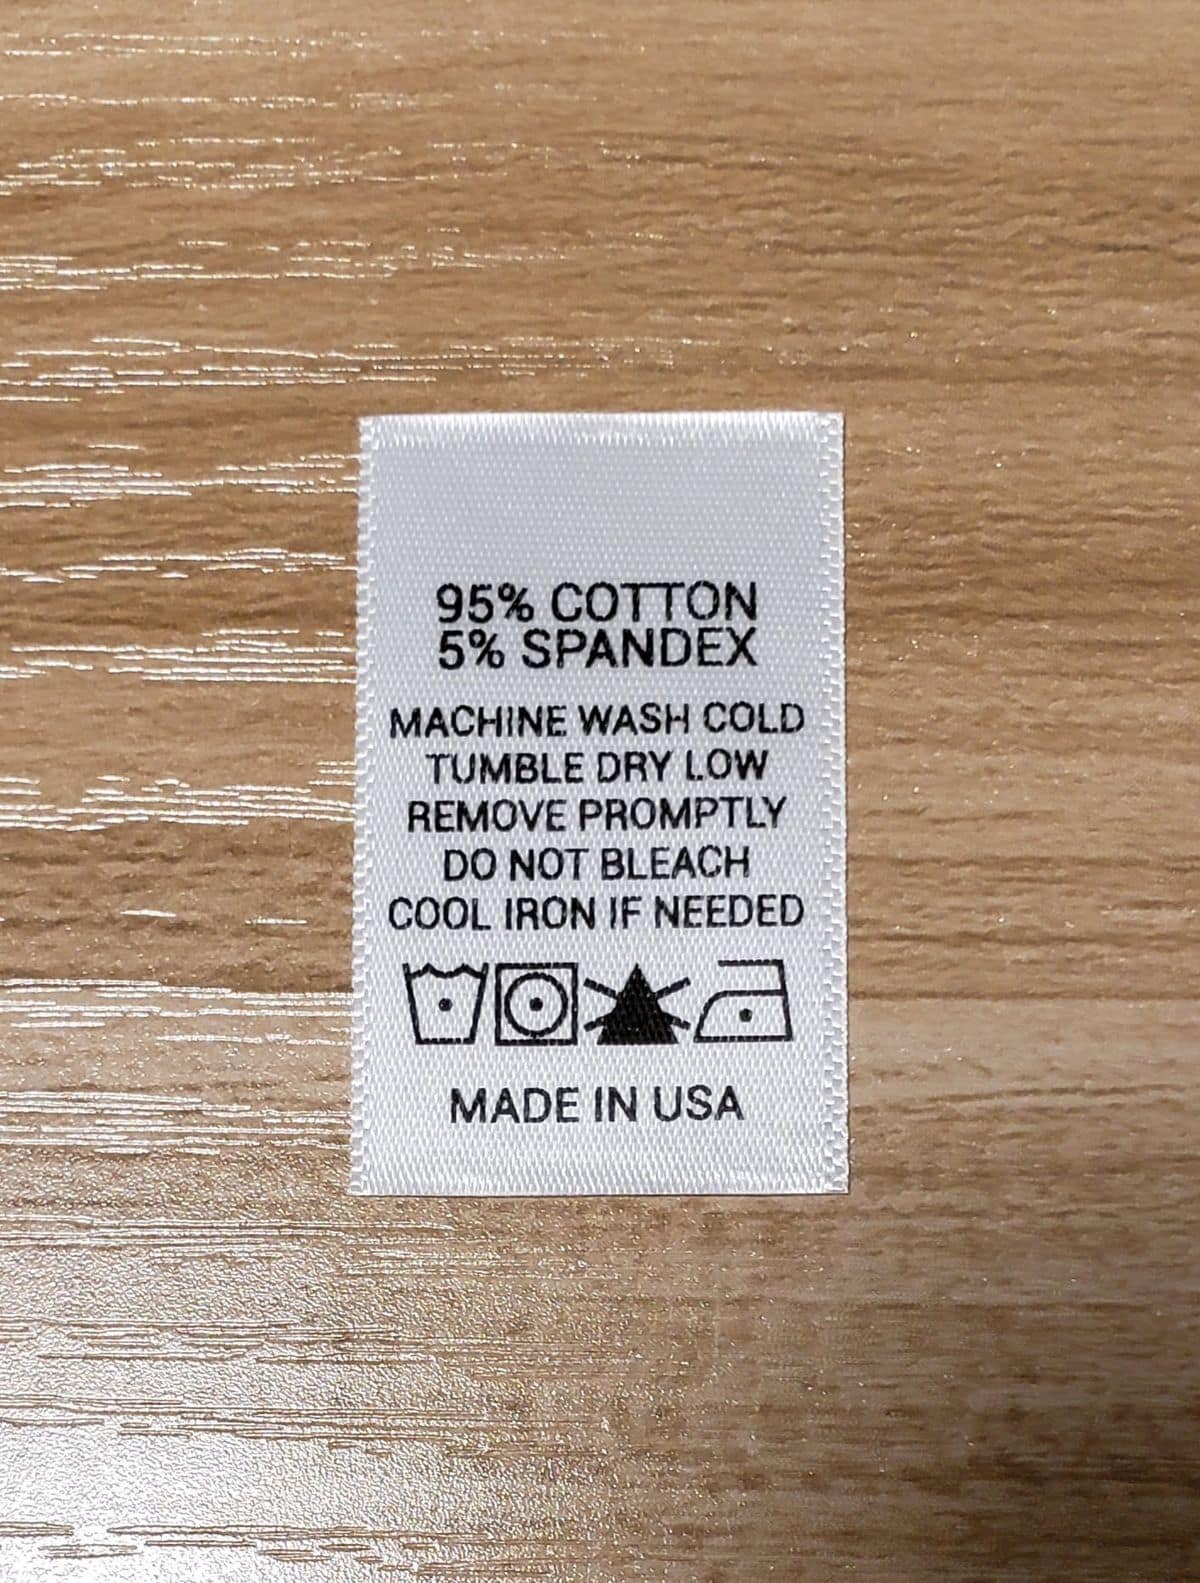 95% COTTON
5% SPANDEX
MACHINE WASH COLD
TUMBLE DRY LOW
REMOVE PROMPTLY
DO NOT BLEACH
COOL IRON IF NEEDED
MADE IN USA